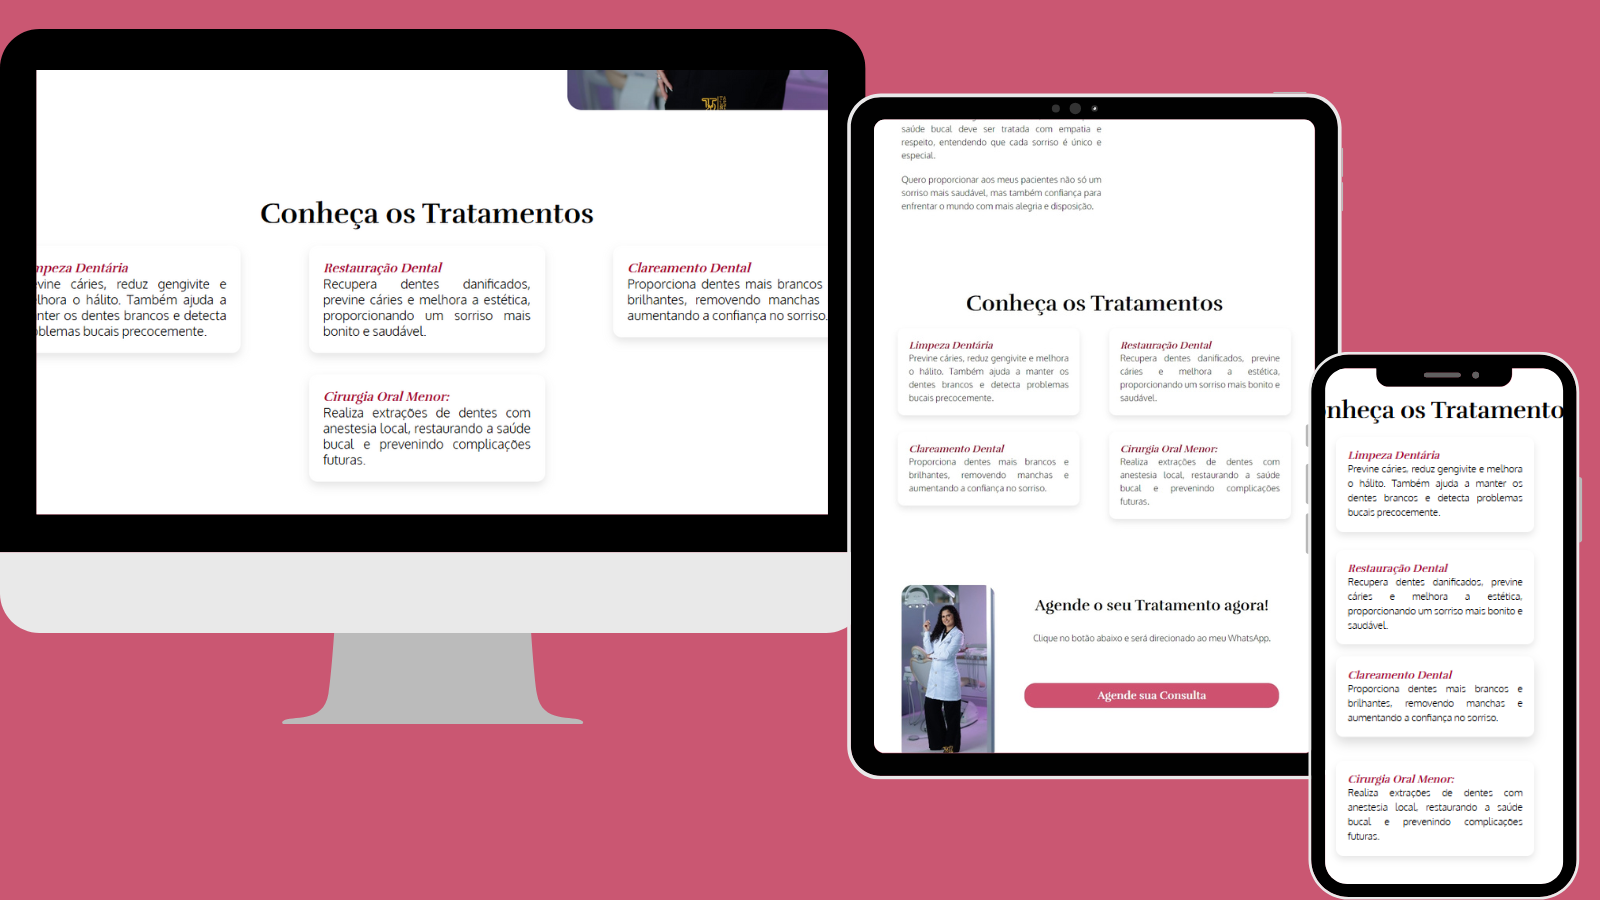 Conheça os Tratamentos
mpeza Dentária
evine cáries, reduz gengivite e
lhora o hálito. Também ajuda a
nter os dentes brancos e detecta
oblemas bucais precocemente.
Restauração Dental
Recupera dentes danificados,
previne cáries e melhora a estética,
proporcionando um sorriso mais
bonito e saudável.
Clareamento Dental
Proporciona dentes mais brancos
brilhantes, removendo manchas
aumentando a confiança no sorriso.
Cirurgia Oral Menor:
Realiza extrações de dentes com
anestesia local, restaurando a saúde
bucal e prevenindo complicações
futuras.
saúde bucal deve ser tratada com empatia e
respeito, entendendo que cada sorriso é único e
especial.
Quero proporcionar aos meus pacientes não só um
sorriso mais saudável, mas também confiança para
enfrentar o mundo com mais alegria e disposição.
Conheça os Tratamentos
Limpeza Dentária
Previne cáries, reduz gengivite e melhora
o hálito. Também ajuda a manter os
dentes brancos e detecta problemas
bucais precocemente.
Restauração Dental
Recupera dentes danificados, previne
cáries e melhora a estética,
proporcionando um sorriso mais bonito e
saudável.
Clareamento Dental
Proporciona dentes mais brancos e
brilhantes, removendo manchas e
aumentando a confiança no sorriso.
Cirurgia Oral Menor:
Realiza extrações de dentes com
anestesia local, restaurando a saúde
bucal e prevenindo complicações
futuras.
Agende o seu Tratamento agora!
Clique no botão abaixo e será direcionado ao meu WhatsApp.
Agende sua Consulta
onheça os Tratamento
Limpeza Dentária
Previne cáries, reduz gengivite e melhora
o hálito. Também ajuda a manter os
dentes brancos e detecta problemas
bucais precocemente.
Restauração Dental
Recupera dentes danificados, previne
cáries e melhora a estética,
proporcionando um sorriso mais bonito e
saudável.
Clareamento Dental
Proporciona dentes mais brancos e
brilhantes, removendo manchas e
aumentando a confiança no sorriso.
Cirurgia Oral Menor:
Realiza extrações de dentes com
anestesia local, restaurando a saúde
bucal e prevenindo complicações
futuras.